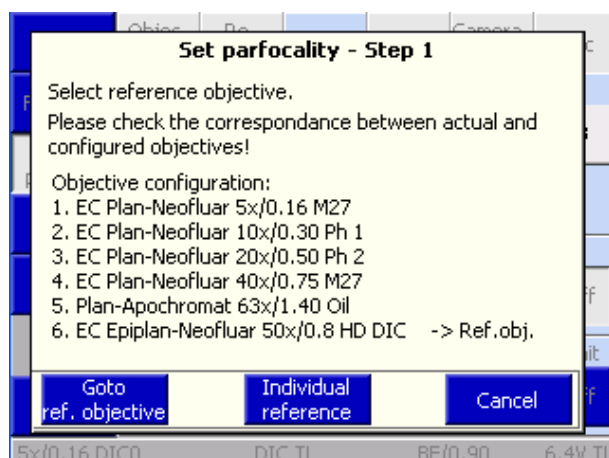 Set parfocality - Step 1
Select reference objective.
Please check the correspondance between actual and
configured objectives!
Objective configuration:
1. EC Plan-Neofluar 5x/0.16 M27
2. EC Plan-Neofluar 10x/0.30 Ph 1
3. EC Plan-Neofluar 20x/0.50 Ph 2
4. EC Plan-Neofluar 40x/0.75 M27
5. Plan-Apochromat 63x/1.40 Oil
6. EC Epiplan-Neofluar 50x/0.8 HD DIC -> Ref.obj.
Goto
ref. objective
Individual
reference
Cancel
5x/0.16 DIC0 DIC TL BF/0.90 6.4V TL